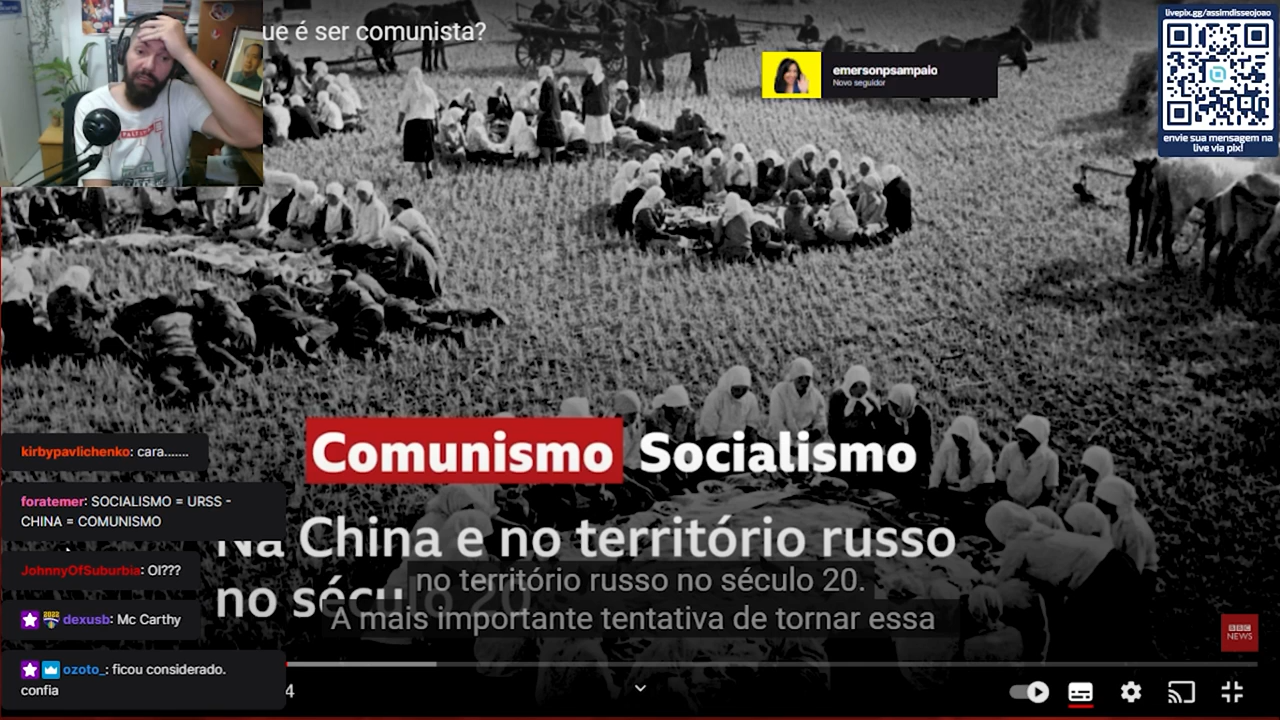 ue é ser comunista?
emersonpsampaio
Novo seguidor
livepix.gg/assimdisseojoao
envie sua mensagem na
live via pix!
Comunismo Socialismo
Na China e no território russo
no sécu
no território russo no século 20.
A mais importante tentativa de tornar essa
kirbypavlichenko: cara.......
foratemer: SOCIALISMO = URSS -
CHINA = COMUNISMO
JohnnyOfSuburbia: OI???
dexusb: Mc Carthy
ozoto_: ficou considerado.
confia
4
BBC
NEWS